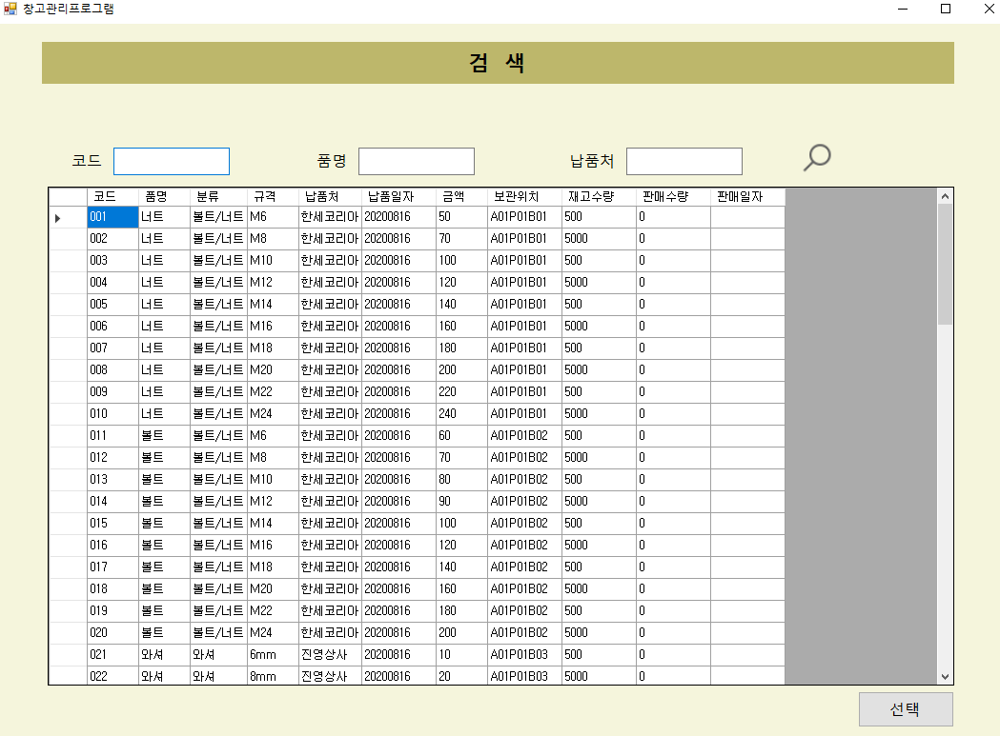 창고관리프로그램
검 색
코드 품명 납품처
코드 품명 분류 규격 납품처 납품일자 금액 보관위치 재고수량 판매수량 판매일자
001 너트 볼트/너트 M6 한세코리아 20200816 50 A01P01B01 500 0
002 너트 볼트/너트 M8 한세코리아 20200816 70 A01P01B01 5000 0
003 너트 볼트/너트 M10 한세코리아 20200816 100 A01P01B01 500 0
004 너트 볼트/너트 M12 한세코리아 20200816 120 A01P01B01 5000 0
005 너트 볼트/너트 M14 한세코리아 20200816 140 A01P01B01 500 0
006 너트 볼트/너트 M16 한세코리아 20200816 160 A01P01B01 5000 0
007 너트 볼트/너트 M18 한세코리아 20200816 180 A01P01B01 500 0
008 너트 볼트/너트 M20 한세코리아 20200816 200 A01P01B01 5000 0
009 너트 볼트/너트 M22 한세코리아 20200816 220 A01P01B01 500 0
010 너트 볼트/너트 M24 한세코리아 20200816 240 A01P01B01 5000 0
011 볼트 볼트/너트 M6 한세코리아 20200816 60 A01P01B02 500 0
012 볼트 볼트/너트 M8 한세코리아 20200816 70 A01P01B02 5000 0
013 볼트 볼트/너트 M10 한세코리아 20200816 80 A01P01B02 500 0
014 볼트 볼트/너트 M12 한세코리아 20200816 90 A01P01B02 5000 0
015 볼트 볼트/너트 M14 한세코리아 20200816 100 A01P01B02 500 0
016 볼트 볼트/너트 M16 한세코리아 20200816 120 A01P01B02 5000 0
017 볼트 볼트/너트 M18 한세코리아 20200816 140 A01P01B02 500 0
018 볼트 볼트/너트 M20 한세코리아 20200816 160 A01P01B02 5000 0
019 볼트 볼트/너트 M22 한세코리아 20200816 180 A01P01B02 500 0
020 볼트 볼트/너트 M24 한세코리아 20200816 200 A01P01B02 5000 0
021 와셔 와셔 6mm 진영상사 20200816 10 A01P01B03 500 0
022 와셔 와셔 8mm 진영상사 20200816 20 A01P01B03 5000 0
선택